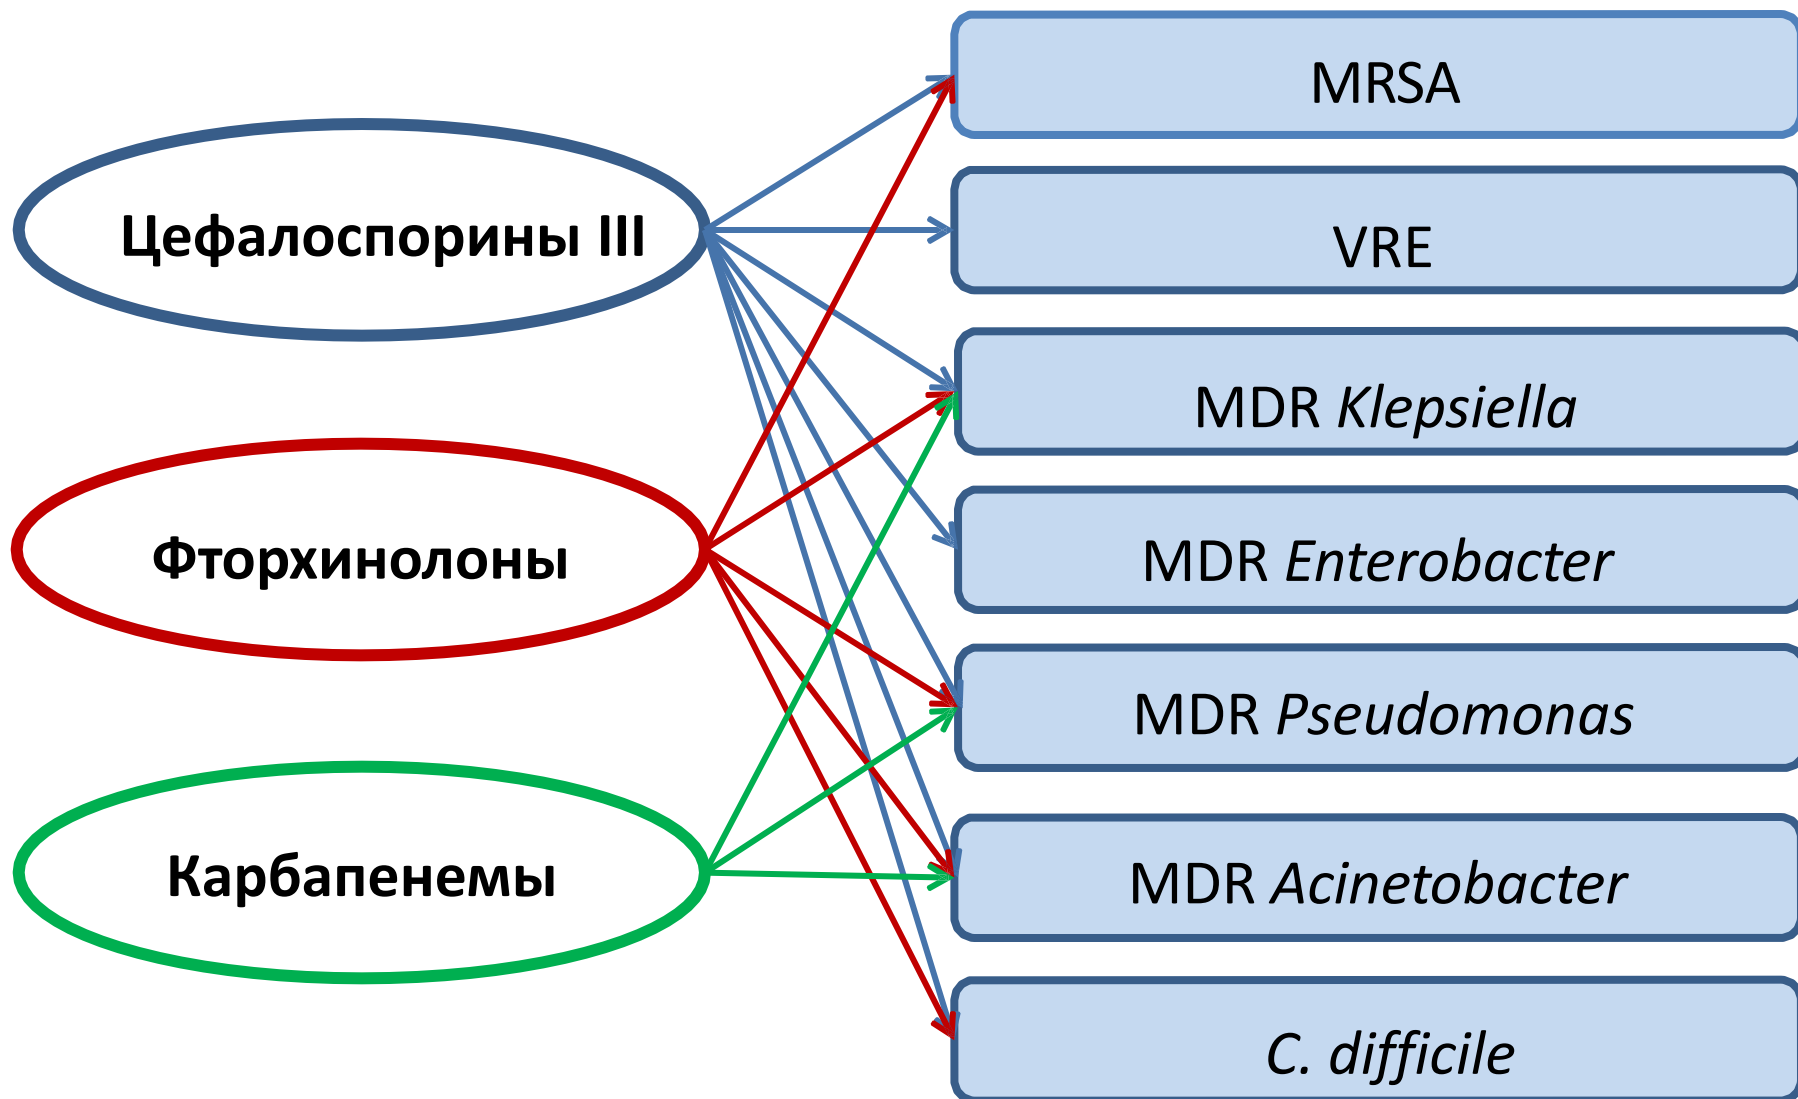 MRSA
Цефалоспорины III
VRE
MDR Klepsiella
Фторхинолоны
MDR Enterobacter
MDR Pseudomonas
Карбапенемы
MDR Acinetobacter
C. difficile